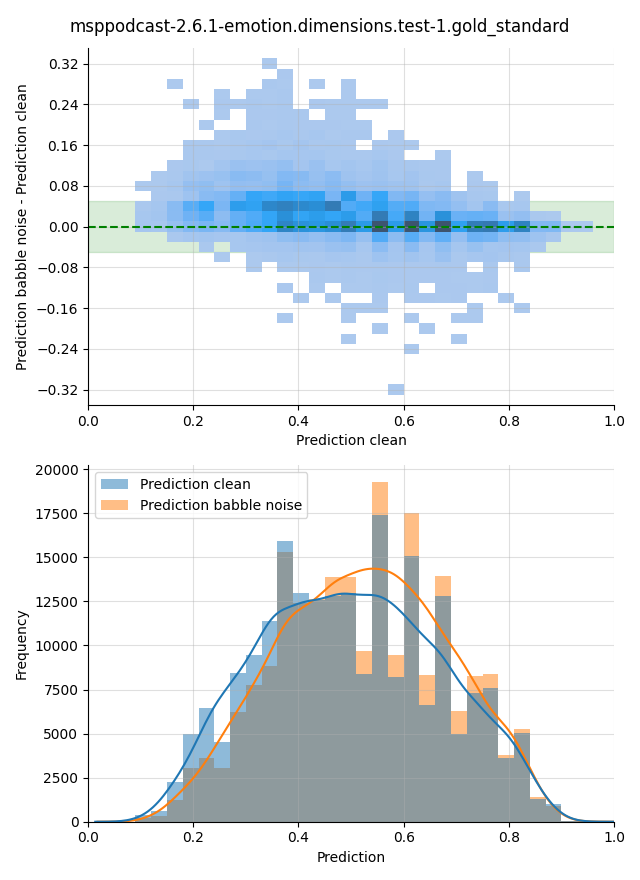 msppodcast-2.6.1-emotion.dimensions.test-1.gold_standard
Prediction babble noise - Prediction clean
0.32
0.24
0.16
0.08
0.00
−0.08
−0.16
−0.24
−0.32
0.0 0.2 0.4 0.6 0.8 1.0
Prediction clean
Frequency
20000
17500
15000
12500
10000
7500
5000
2500
0
Prediction clean
Prediction babble noise
0.0 0.2 0.4 0.6 0.8 1.0
Prediction